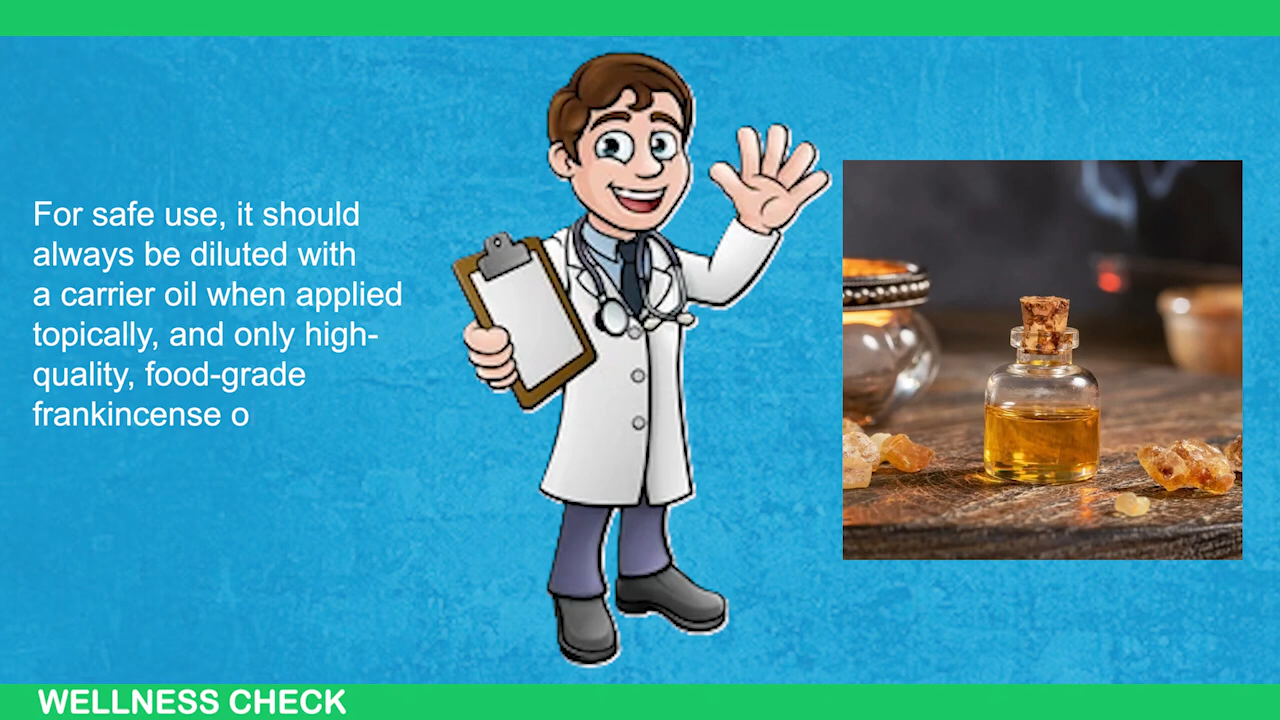 For safe use, it should
always be diluted with
a carrier oil when applied
topically, and only high-
quality, food-grade
frankincense o
WELLNESS CHECK